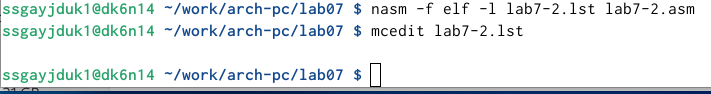 ssgayjduk1@dk6n14 ~/work/arch-pc/lab07 $ nasm -f elf -l lab7-2.lst lab7-2.asm
ssgayjduk1@dk6n14 ~/work/arch-pc/lab07 $ mcedit lab7-2.lst
ssgayjduk1@dk6n14 ~/work/arch-pc/lab07 $